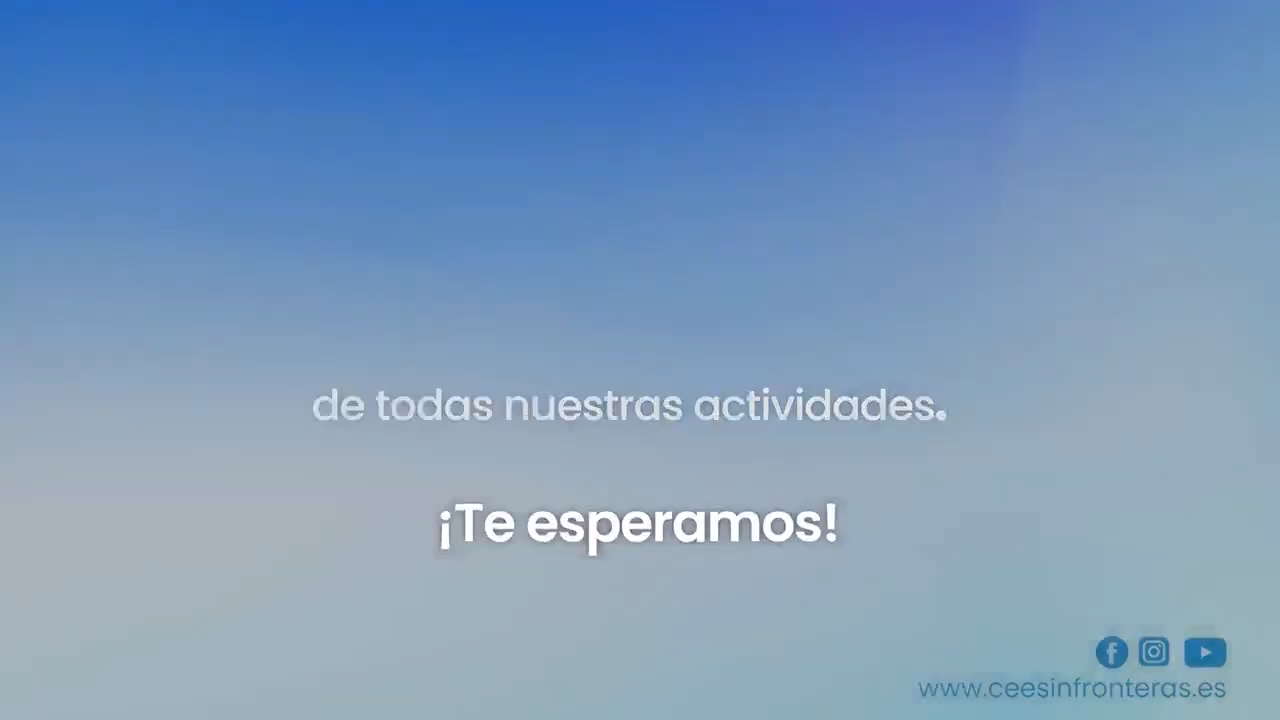 de todas nuestras actividades.
¡Te esperamos!
www.ceesinfronteras.es